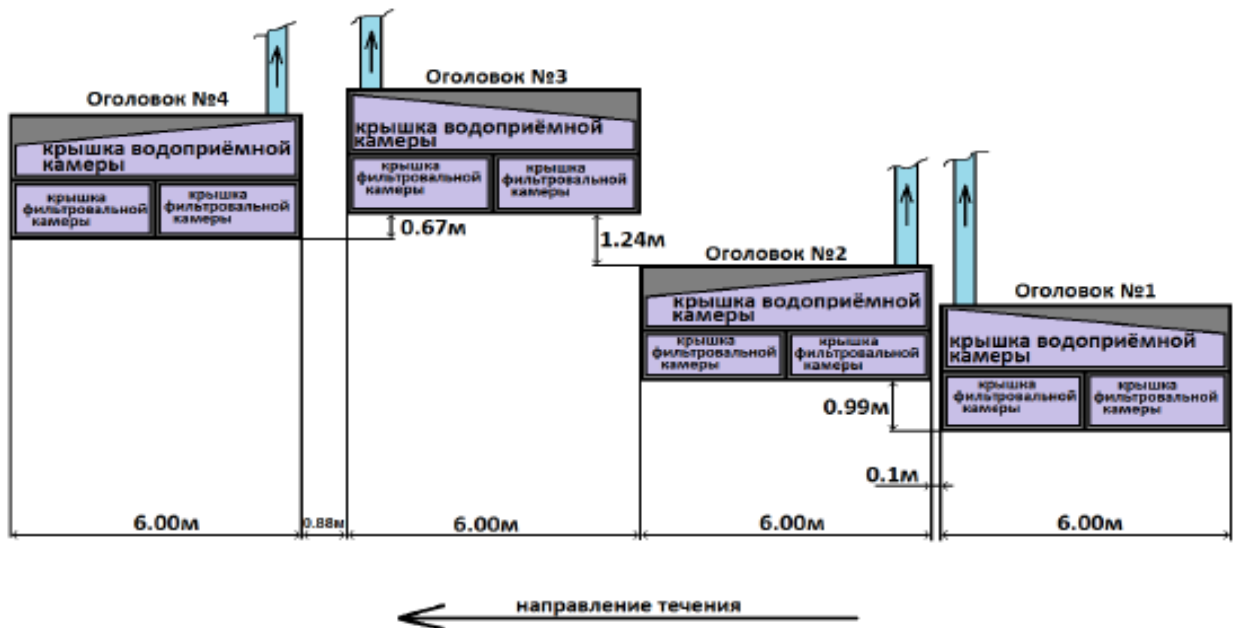 Оголовок №4
крышка водоприёмной
камеры
крышка
фильтровальной
камеры
крышка
фильтровальной
камеры
Оголовок №3
крышка водоприёмной
камеры
крышка
фильтровальной
камеры
крышка
фильтровальной
камеры
0.67м
1.24м
Оголовок №2
крышка водоприёмной
камеры
крышка
фильтровальной
камеры
крышка
фильтровальной
камеры
Оголовок №1
крышка водоприёмной
камеры
крышка
фильтровальной
камеры
крышка
фильтровальной
камеры
0.99м
0.1м
6.00м
0.88м
6.00м
6.00м
6.00м
направление течения